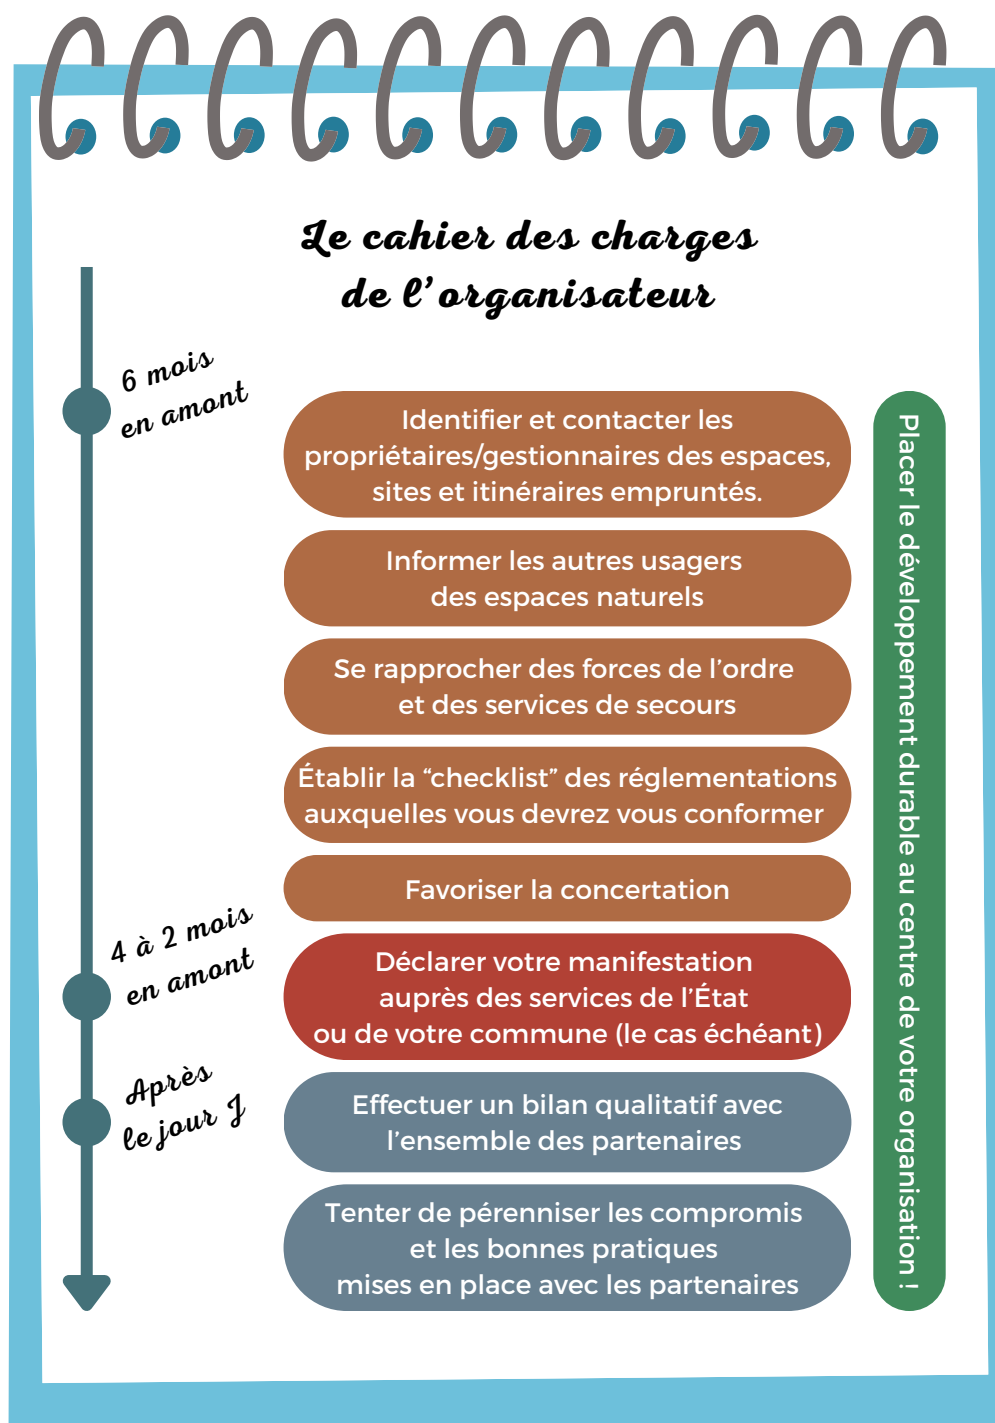 Le cahier des charges
de l'organisateur
6 mois
en amont
Identifier et contacter les
propriétaires/gestionnaires des espaces,
sites et itinéraires empruntés.
Informer les autres usagers
des espaces naturels
Se rapprocher des forces de l'ordre
et des services de secours
Établir la “checklist” des réglementations
auxquelles vous devrez vous conformer
Favoriser la concertation
4 à 2 mois
en amont
Déclarer votre manifestation
auprès des services de l'État
ou de votre commune (le cas échéant)
Après
le jour J
Effectuer un bilan qualitatif avec
l'ensemble des partenaires
Tenter de pérenniser les compromis
et les bonnes pratiques
mises en place avec les partenaires
Placer le développement durable au centre de votre organisation !